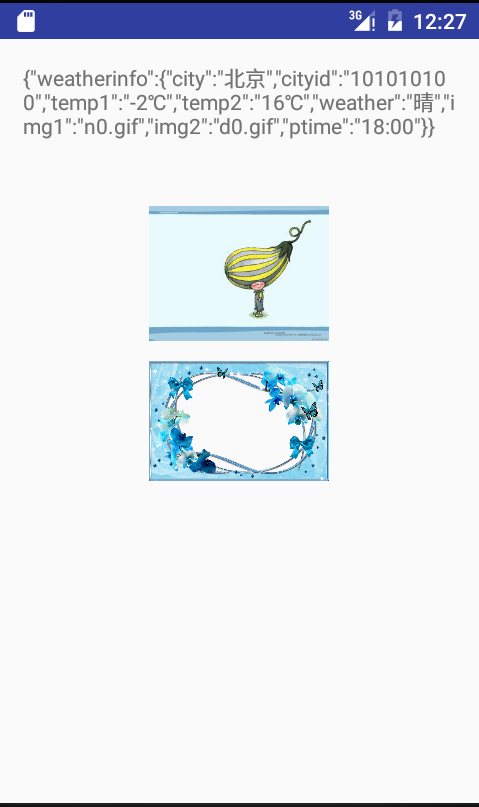 3G
12:27
{"weatherinfo":{"city":"北京","cityid":"10101010
0","temp1":"-2℃","temp2":"16℃","weather":"晴","i
mg1":"n0.gif","img2":"d0.gif","ptime":"18:00"}}